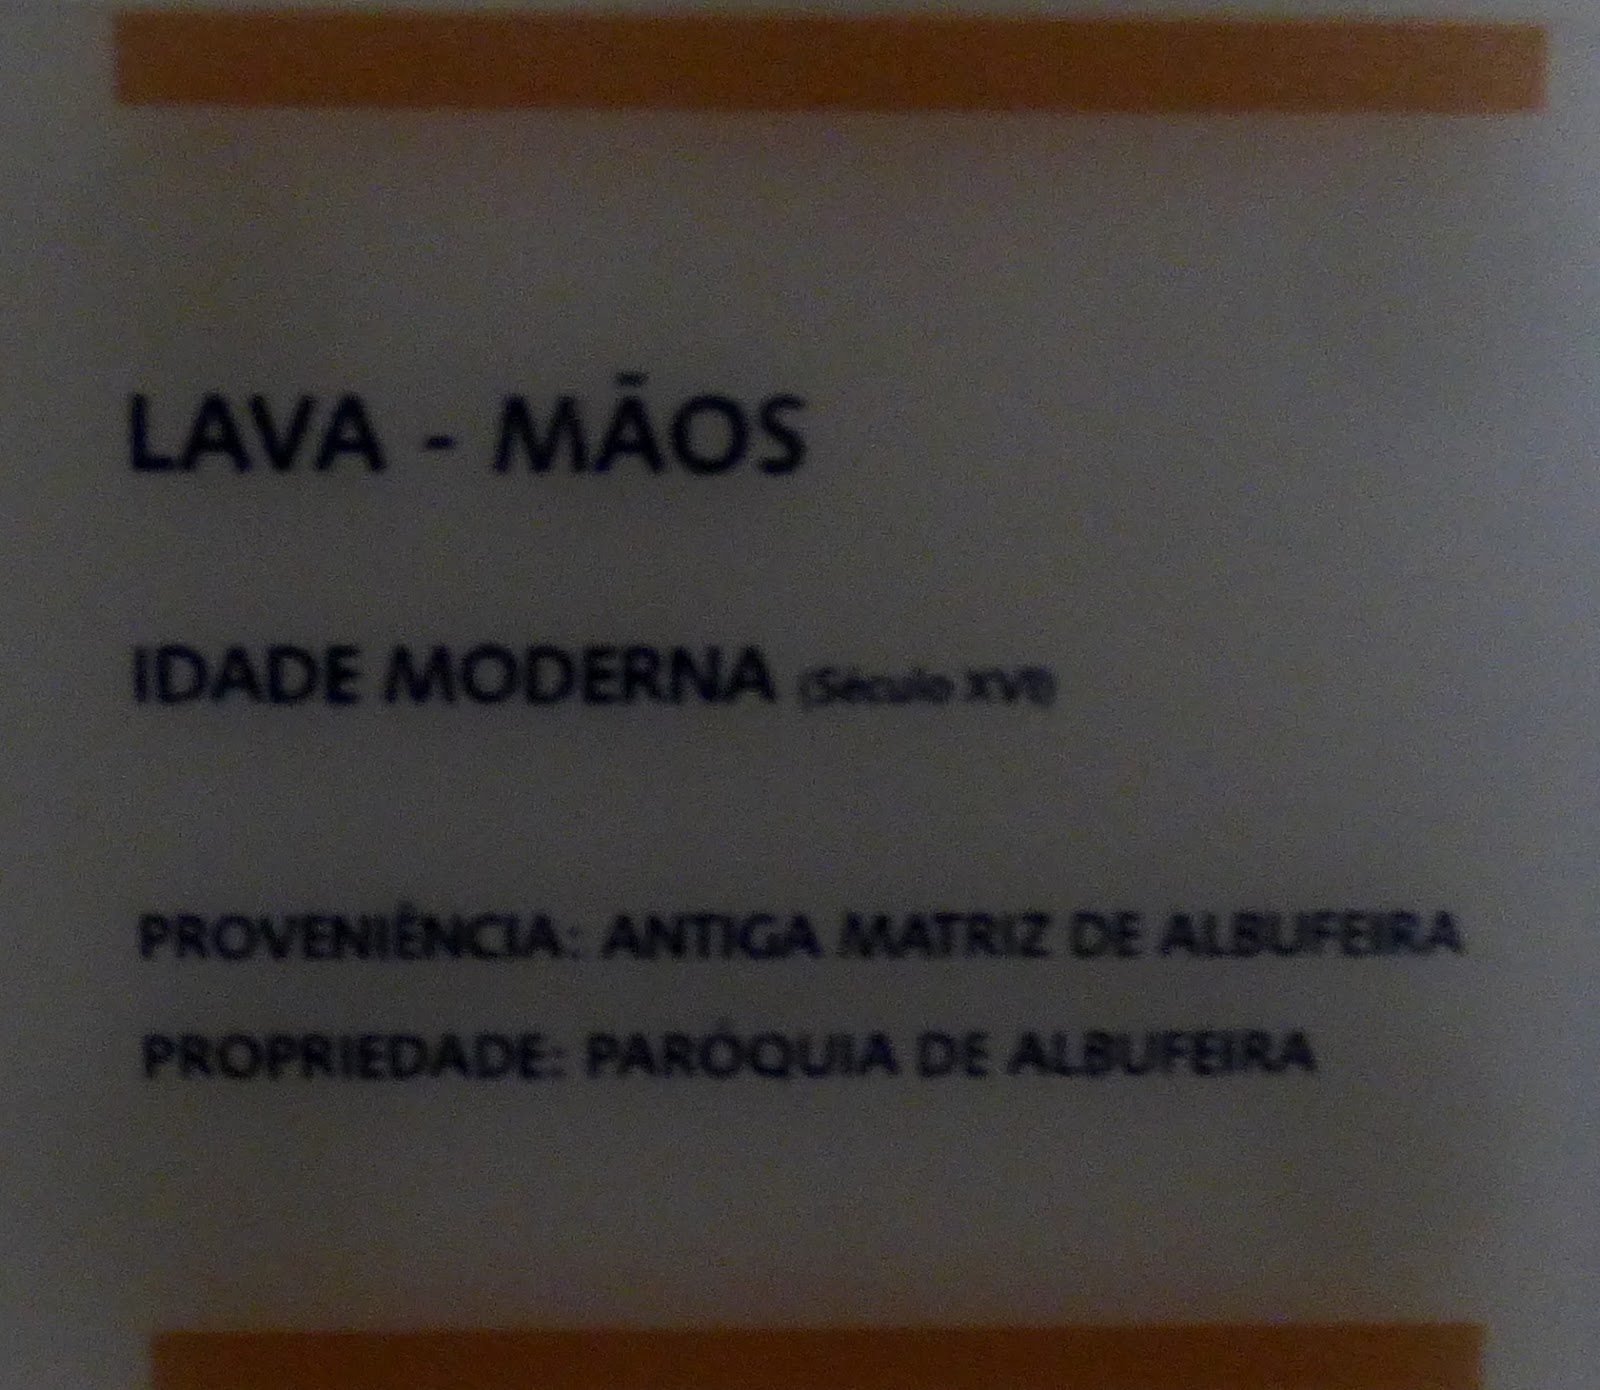 LAVA - MÃOS
IDADE MODERNA (Século XVI)
PROVENIÊNCIA: ANTIGA MATRIZ DE ALBUFEIRA
PROPRIEDADE: PARÓQUIA DE ALBUFEIRA